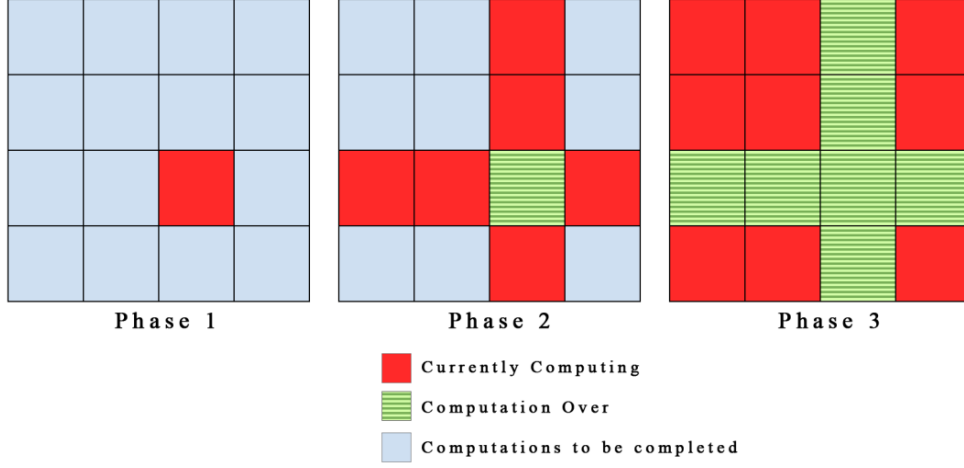 Phase 1
Phase 2
Phase 3
Currently Computing
Computation Over
Computations to be completed